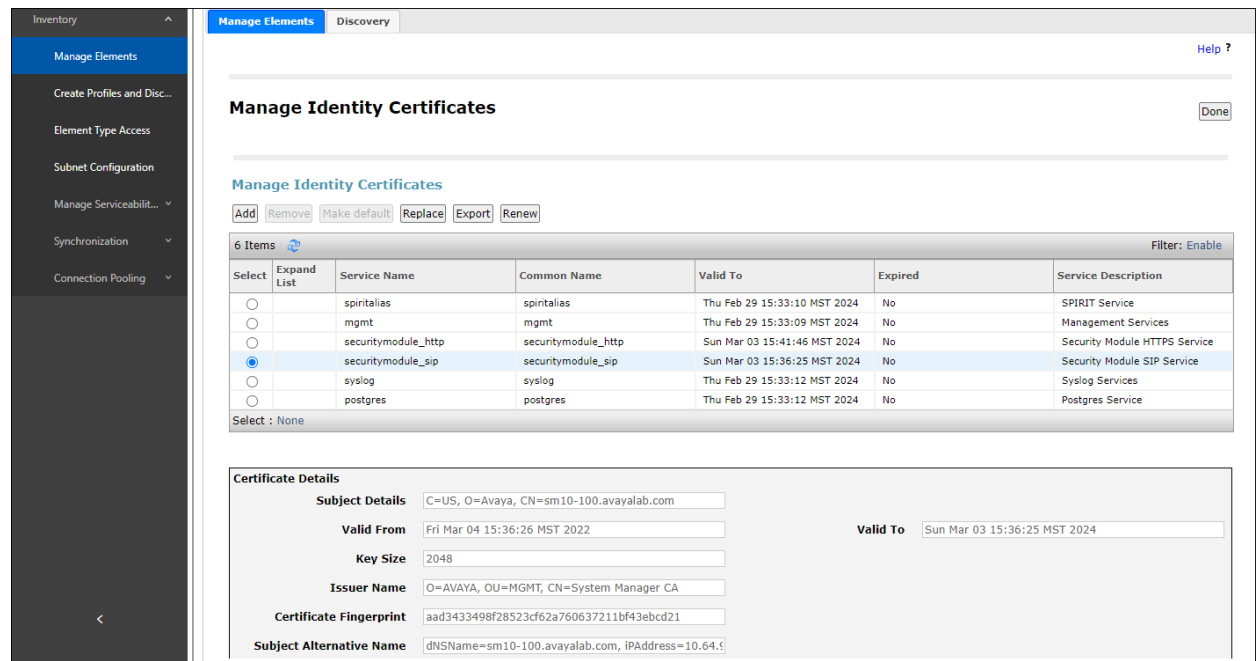 Inventory
Manage Elements
Create Profiles and Disc...
Element Type Access
Subnet Configuration
Manage Serviceabilit...
Synchronization
Connection Pooling
<
Manage Elements Discovery
Help ?
Manage Identity Certificates
Done
Manage Identity Certificates
Add Remove Make default Replace Export Renew
6 Items Filter: Enable
Select Expand List Service Name Common Name Valid To Expired Service Description
spiritalias spiritalias Thu Feb 29 15:33:10 MST 2024 No SPIRIT Service
mgmt mgmt Thu Feb 29 15:33:09 MST 2024 No Management Services
securitymodule_http securitymodule_http Sun Mar 03 15:41:46 MST 2024 No Security Module HTTPS Service
securitymodule_sip securitymodule_sip Sun Mar 03 15:36:25 MST 2024 No Security Module SIP Service
syslog syslog Thu Feb 29 15:33:12 MST 2024 No Syslog Services
postgres postgres Thu Feb 29 15:33:12 MST 2024 No Postgres Service
Select : None
Certificate Details
Subject Details C=US, O=Avaya, CN=sm10-100.avayalab.com
Valid From Fri Mar 04 15:36:26 MST 2022 Valid To Sun Mar 03 15:36:25 MST 2024
Key Size 2048
Issuer Name O=AVAYA, OU=MGMT, CN=System Manager CA
Certificate Fingerprint aad3433498f28523cf62a760637211bf43ebcd21
Subject Alternative Name dNSName=sm10-100.avayalab.com, iPAddress=10.64.9